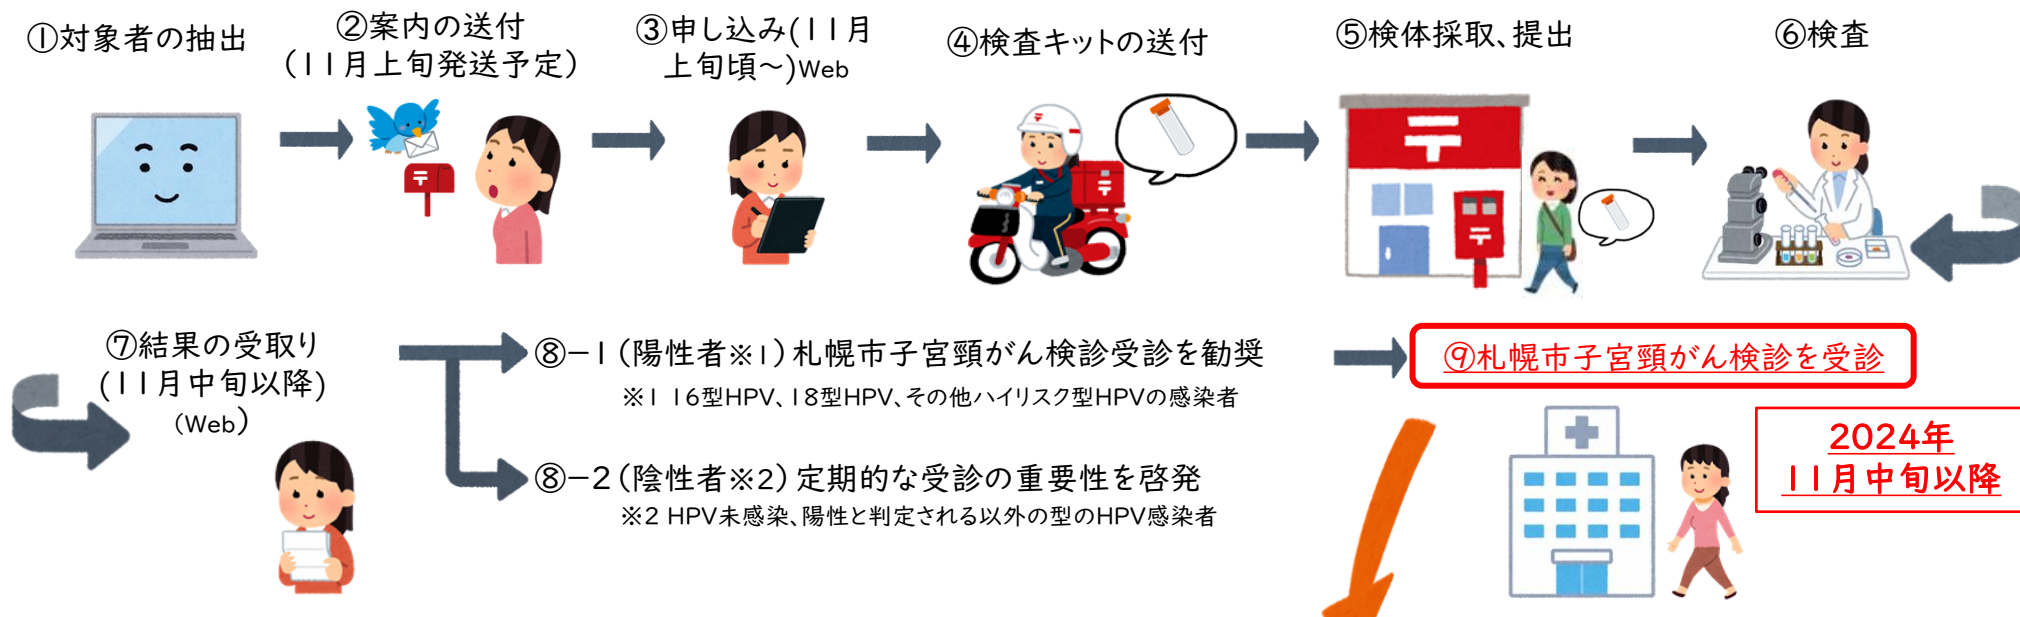 ①対象者の抽出
②案内の送付
(11月上旬発送予定)
③申し込み(11月
上旬頃～)Web
④検査キットの送付
⑤検体採取、提出
⑥検査
⑦結果の受取り
(11月中旬以降)
(Web)
⑧−1(陽性者※1)札幌市子宮頸がん検診受診を勧奨
※1 16型HPV、18型HPV、その他ハイリスク型HPVの感染者
⑧−2(陰性者※2)定期的な受診の重要性を啓発
※2 HPV未感染、陽性と判定される以外の型のHPV感染者
⑨札幌市子宮頸がん検診を受診
2024年
11月中旬以降